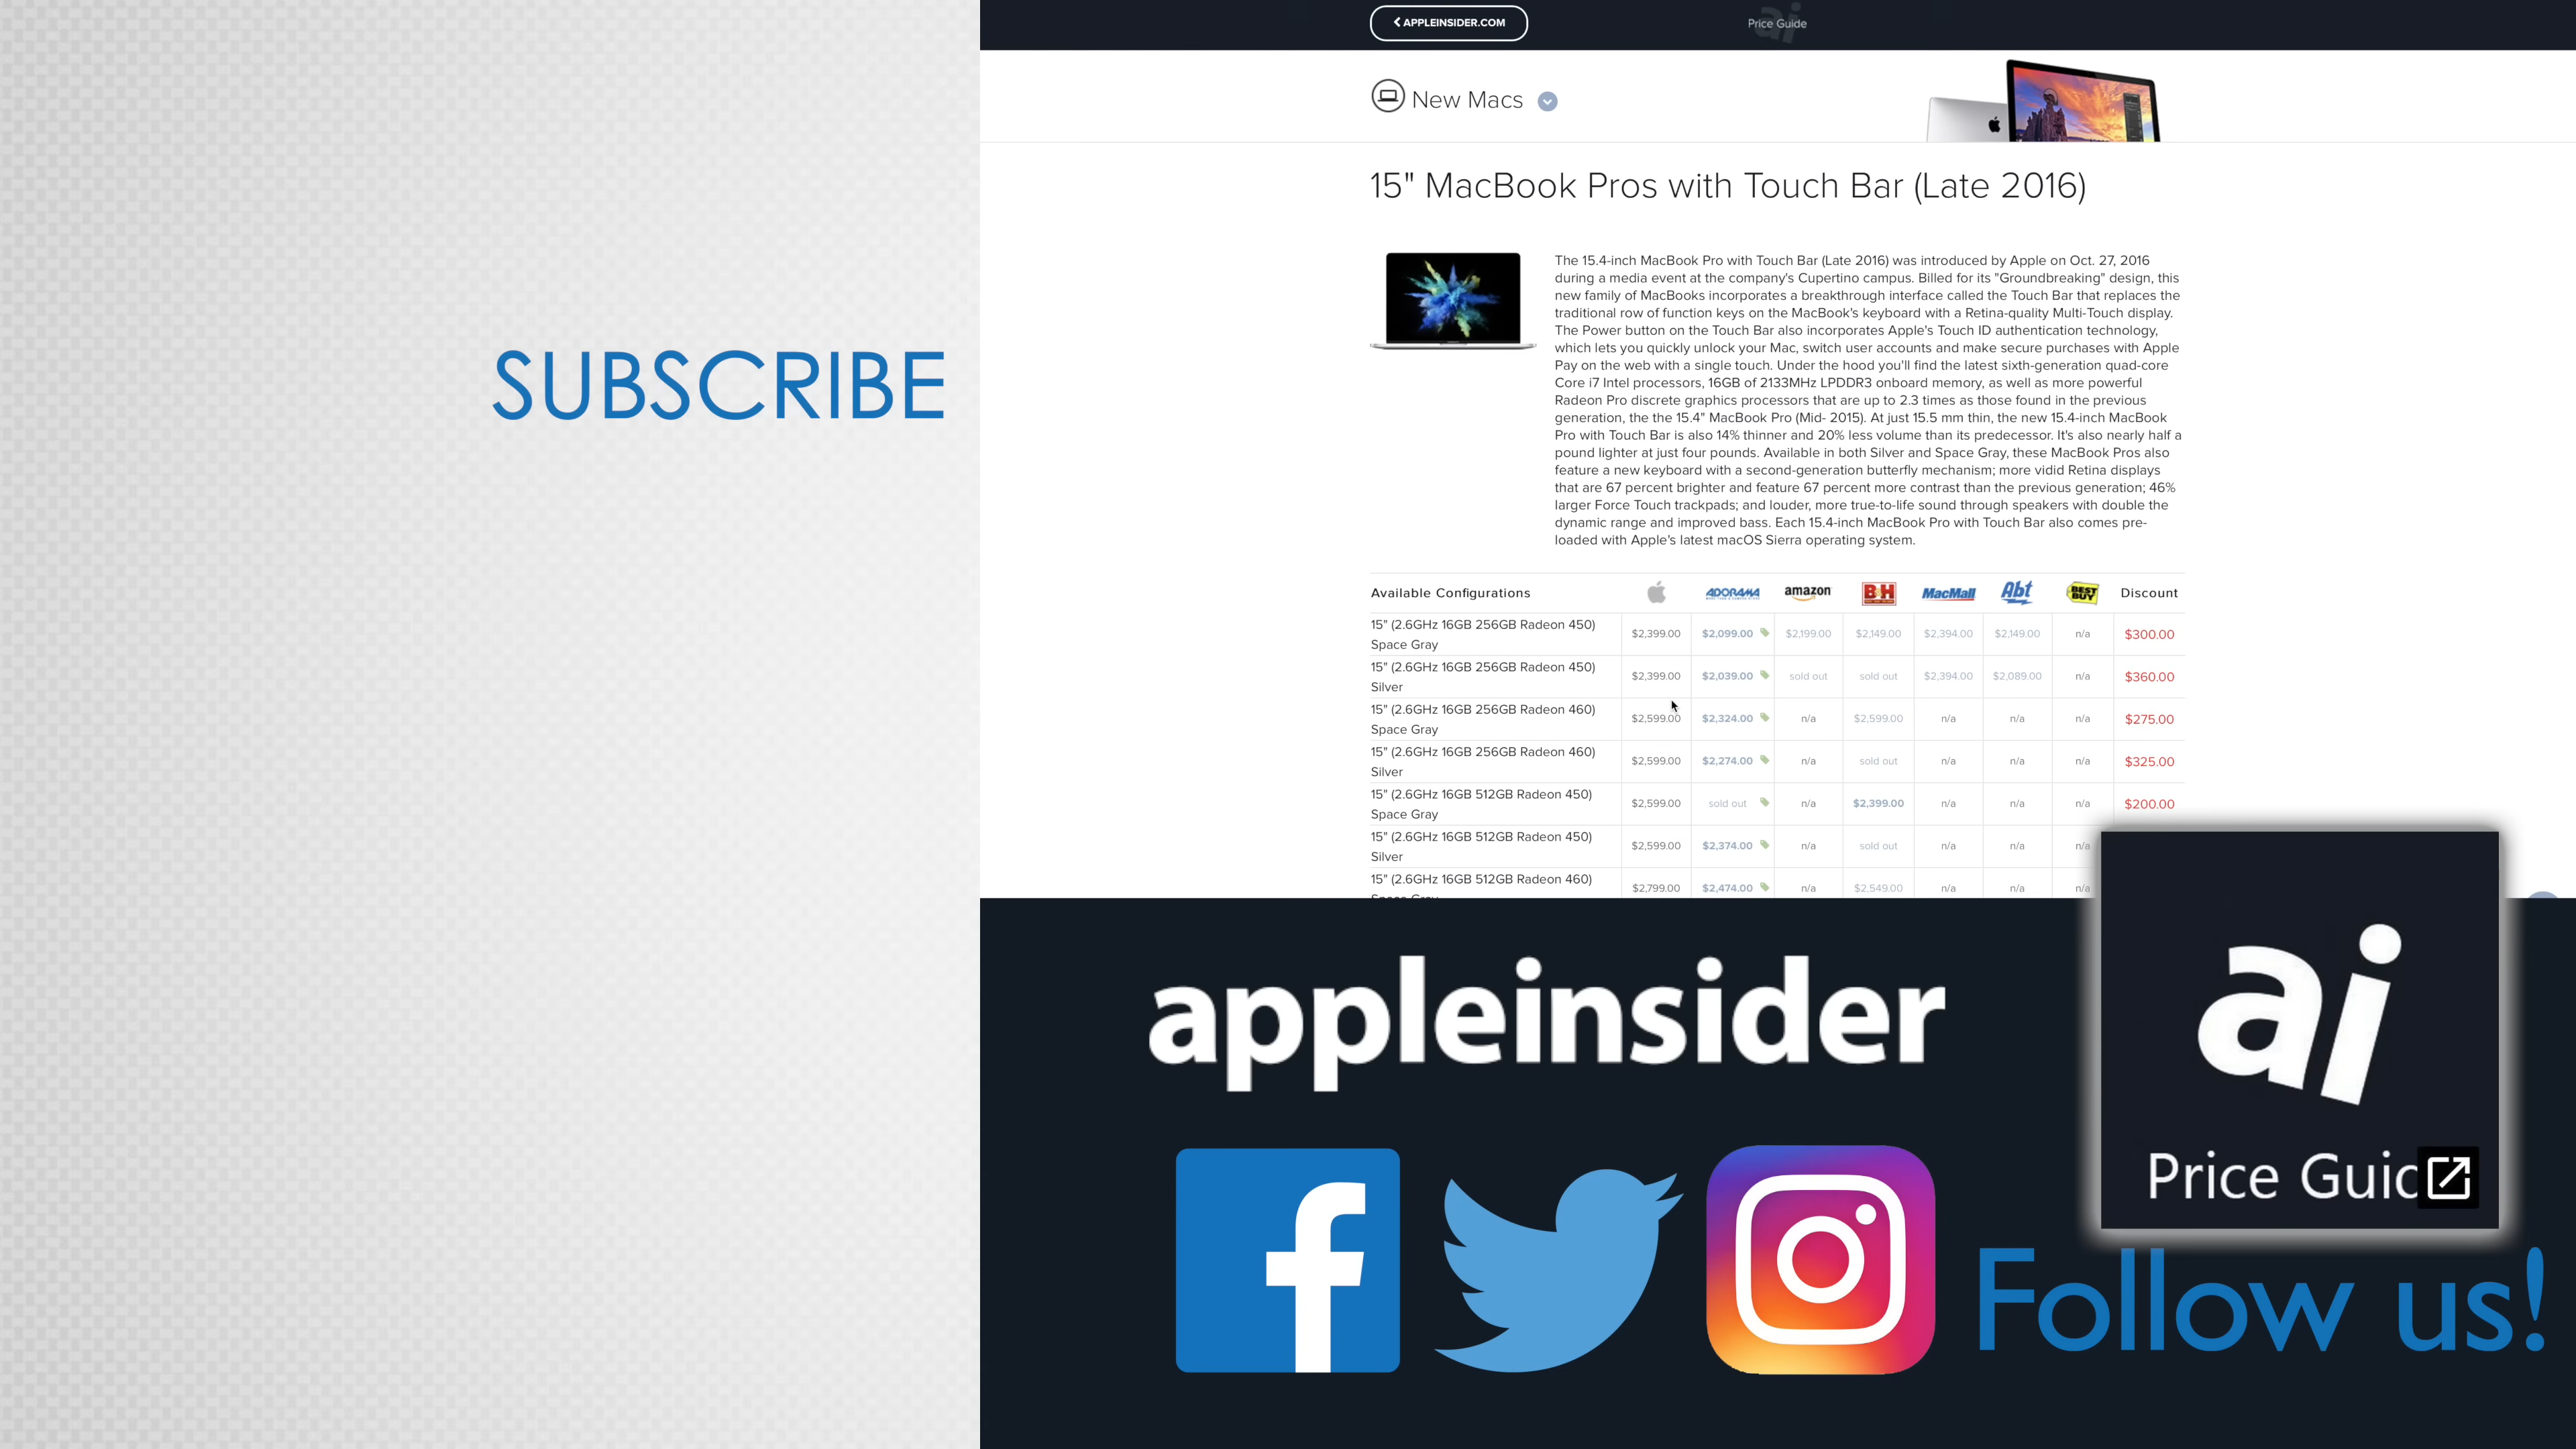 SUBSCRIBE
APPLEINSIDER.COM
Price Guide
New Macs
15" MacBook Pros with Touch Bar (Late 2016)
The 15.4-inch MacBook Pro with Touch Bar (Late 2016) was introduced by Apple on Oct. 27, 2016
during a media event at the company's Cupertino campus. Billed for its "Groundbreaking" design, this
new family of MacBooks incorporates a breakthrough interface called the Touch Bar that replaces the
traditional row of function keys on the MacBook's keyboard with a Retina-quality Multi-Touch display.
The Power button on the Touch Bar also incorporates Apple's Touch ID authentication technology,
which lets you quickly unlock your Mac, switch user accounts and make secure purchases with Apple
Pay on the web with a single touch. Under the hood you'll find the latest sixth-generation quad-core
Core i7 Intel processors, 16GB of 2133MHz LPDDR3 onboard memory, as well as more powerful
Radeon Pro discrete graphics processors that are up to 2.3 times as those found in the previous
generation, the the 15.4" MacBook Pro (Mid- 2015). At just 15.5 mm thin, the new 15.4-inch MacBook
Pro with Touch Bar is also 14% thinner and 20% less volume than its predecessor. It's also nearly half a
pound lighter at just four pounds. Available in both Silver and Space Gray, these MacBook Pros also
feature a new keyboard with a second-generation butterfly mechanism; more vidid Retina displays
that are 67 percent brighter and feature 67 percent more contrast than the previous generation; 46%
larger Force Touch trackpads; and louder, more true-to-life sound through speakers with double the
dynamic range and improved bass. Each 15.4-inch MacBook Pro with Touch Bar also comes pre-
loaded with Apple's latest macOS Sierra operating system.
Available Configurations ADORAMA amazon B&H MacMall Abt BEST BUY Discount
15" (2.6GHz 16GB 256GB Radeon 450) Space Gray $2,399.00 $2,099.00 $2,199.00 $2,149.00 $2,394.00 $2,149.00 n/a $300.00
15" (2.6GHz 16GB 256GB Radeon 450) Silver $2,399.00 $2,039.00 sold out sold out $2,394.00 $2,089.00 n/a $360.00
15" (2.6GHz 16GB 256GB Radeon 460) Space Gray $2,599.00 $2,324.00 n/a $2,599.00 n/a n/a n/a $275.00
15" (2.6GHz 16GB 256GB Radeon 460) Silver $2,599.00 $2,274.00 n/a sold out n/a n/a n/a $325.00
15" (2.6GHz 16GB 512GB Radeon 450) Space Gray $2,599.00 sold out n/a $2,399.00 n/a n/a n/a $200.00
15" (2.6GHz 16GB 512GB Radeon 450) Silver $2,599.00 $2,374.00 n/a sold out n/a n/a n/a
15" (2.6GHz 16GB 512GB Radeon 460) $2,799.00 $2,474.00 n/a $2,549.00 n/a n/a n/a
appleinsider
ai
Price Guid
Follow us!